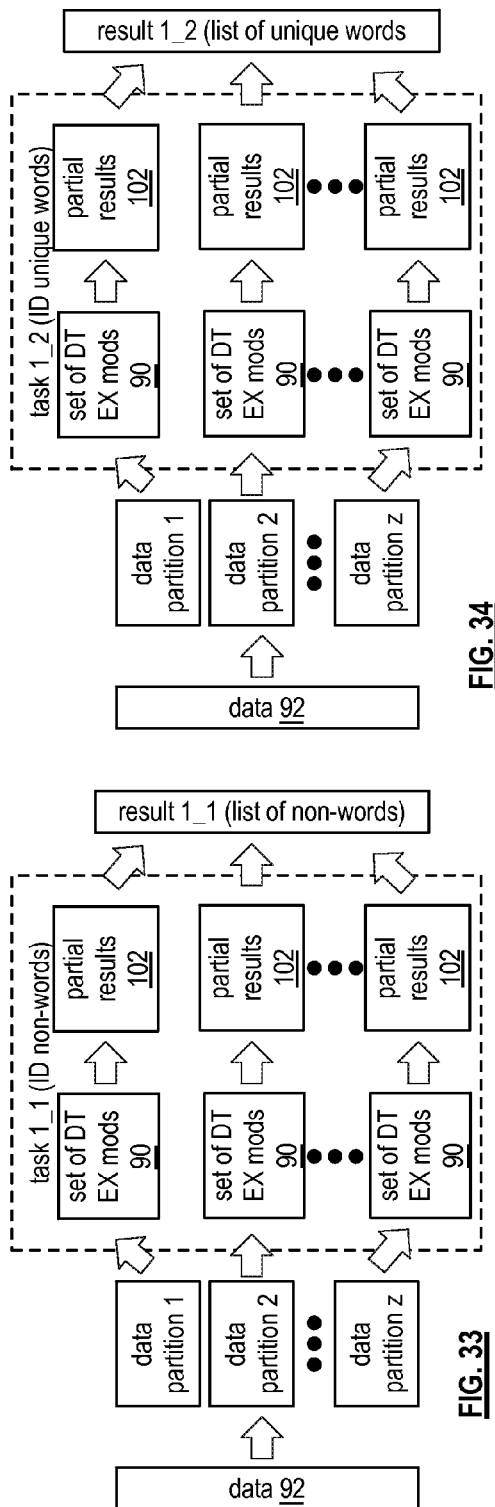 data 92
data
partition 1
data
partition 2
data
partition z
task 1_1 (ID non-words)
set of DT
EX mods
90
set of DT
EX mods
90
set of DT
EX mods
90
partial
results
102
partial
results
102
partial
results
102
result 1_1 (list of non-words)
FIG. 33
data 92
data
partition 1
data
partition 2
data
partition z
task 1_2 (ID unique words)
set of DT
EX mods
90
set of DT
EX mods
90
set of DT
EX mods
90
partial
results
102
partial
results
102
partial
results
102
result 1_2 (list of unique words
FIG. 34